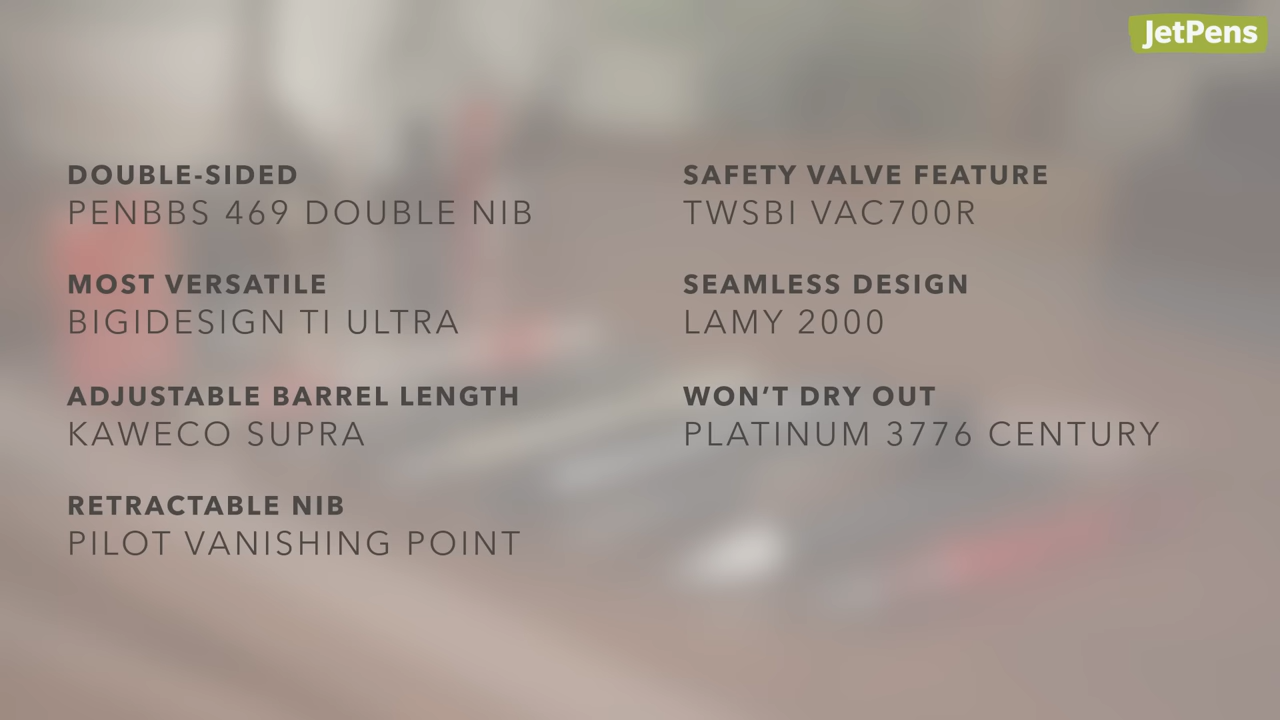 JetPens
DOUBLE-SIDED
PENBBS 469 DOUBLE NIB
MOST VERSATILE
BIGIDESIGN TI ULTRA
ADJUSTABLE BARREL LENGTH
KAWECO SUPRA
RETRACTABLE NIB
PILOT VANISHING POINT
SAFETY VALVE FEATURE
TWSBI VAC700R
SEAMLESS DESIGN
LAMY 2000
WON’T DRY OUT
PLATINUM 3776 CENTURY